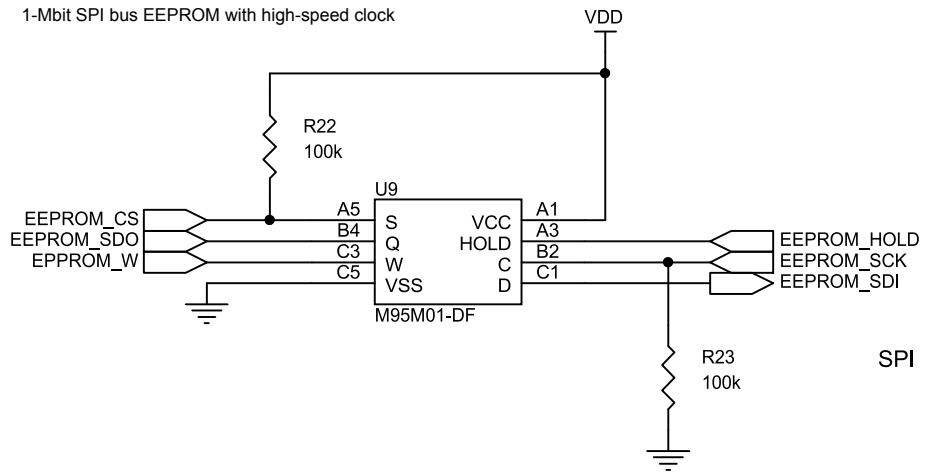 1-Mbit SPI bus EEPROM with high-speed clock
VDD
R22
100k
U9
EEPROM_CS
A5
S
VCC
A1
EEPROM_SDO
B4
Q
HOLD
A3
EEPROM_HOLD
EPPROM_W
C3
W
C
B2
EEPROM_SCK
C5
VSS
D
C1
EEPROM_SDI
M95M01-DF
R23
100k
SPI